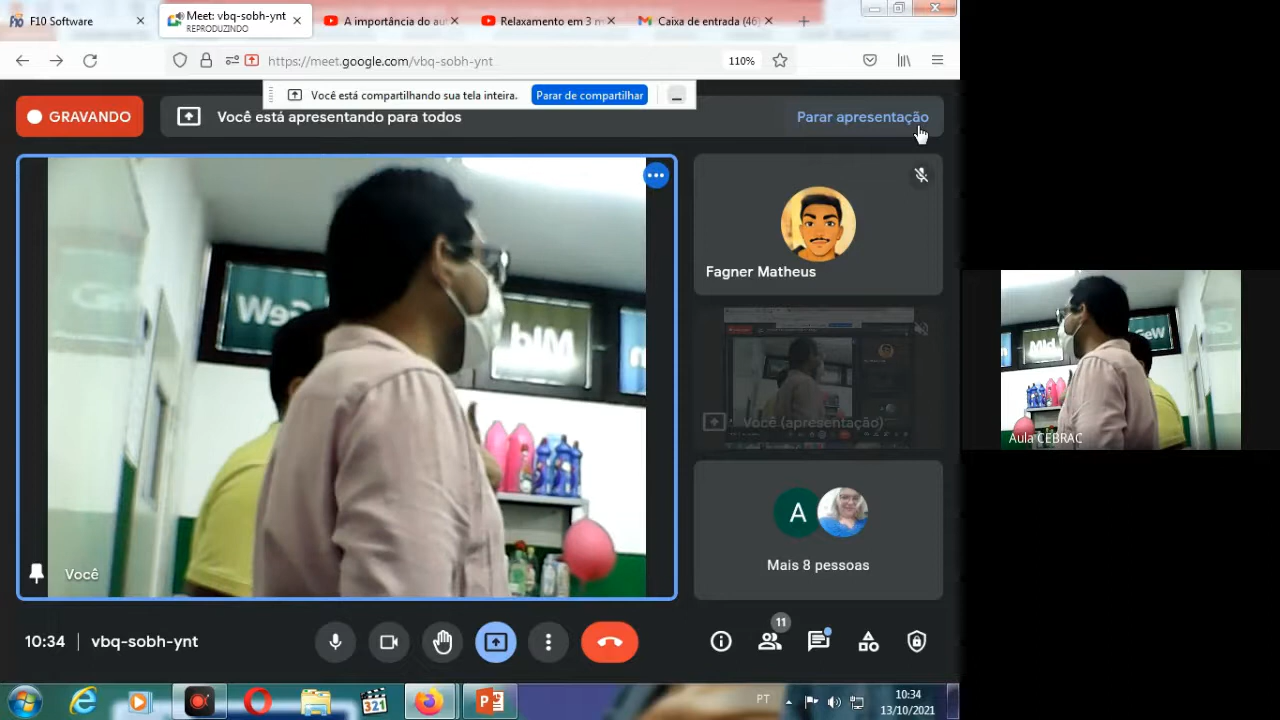 F10 Software
Meet: vbq-sobh-ynt
REPRODUZINDO
A importância do au
Relaxamento em 3 m
Caixa de entrada (46)
https://meet.google.com/vbq-sobh-ynt
110%
Você está compartilhando sua tela inteira.
Parar de compartilhar
GRAVANDO
Você está apresentando para todos
Parar apresentação
Fagner Matheus
Você (apresentação)
A
Mais 8 pessoas
Você
Aula CEBRAC
10:34
vbq-sobh-ynt
11
321
PT
10:34
13/10/2021